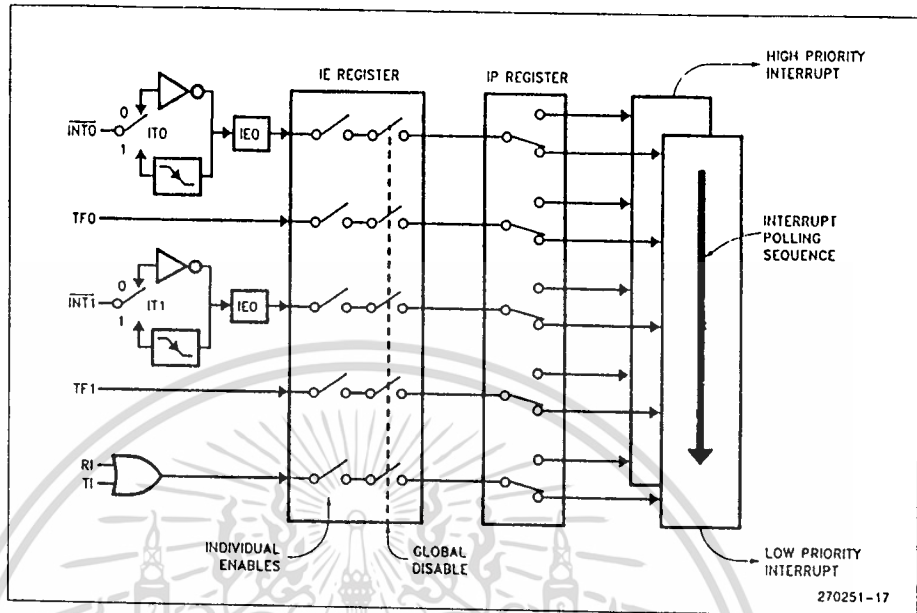 HIGH PRIORITY
INTERRUPT
IE REGISTER
IP REGISTER
0
INT0
IT0
1
IE0
TF0
INTERRUPT
POLLING
SEQUENCE
0
INT1
IT1
1
IE0
TF1
RI
TI
INDIVIDUAL
ENABLES
GLOBAL
DISABLE
LOW PRIORITY
INTERRUPT
270251-17